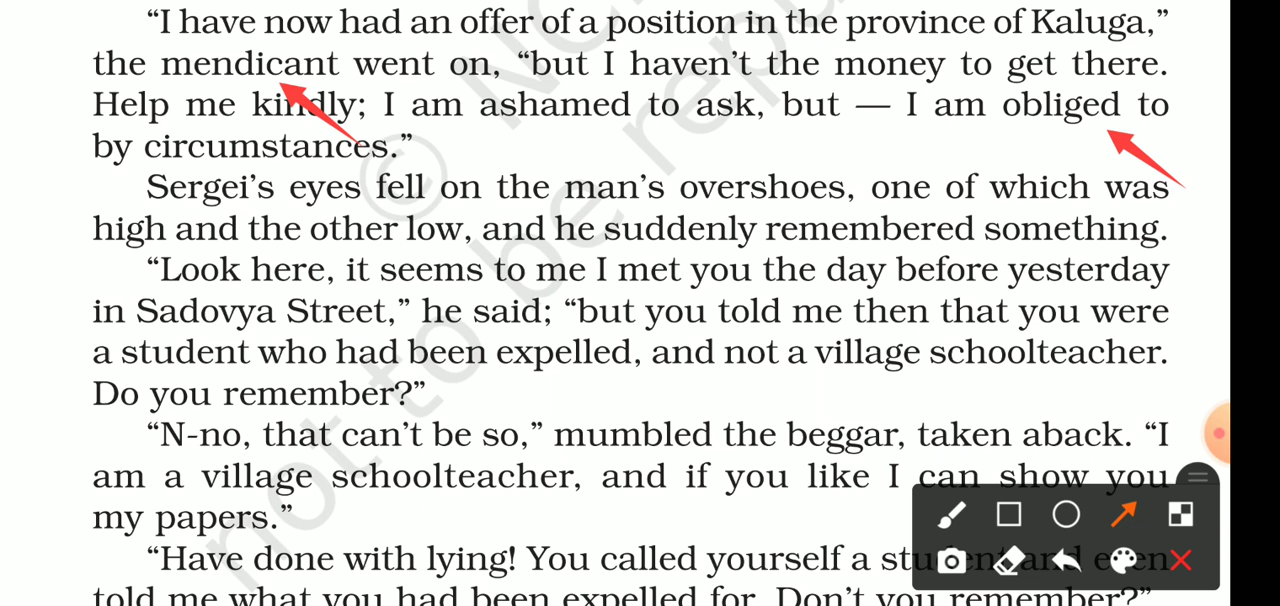 “I have now had an offer of a position in the province of Kaluga,”
the mendicant went on, “but I haven’t the money to get there.
Help me kindly; I am ashamed to ask, but — I am obliged to
by circumstances.”
Sergei’s eyes fell on the man’s overshoes, one of which was
high and the other low, and he suddenly remembered something.
“Look here, it seems to me I met you the day before yesterday
in Sadovya Street,” he said; “but you told me then that you were
a student who had been expelled, and not a village schoolteacher.
Do you remember?”
“N-no, that can’t be so,” mumbled the beggar, taken aback. “I
am a village schoolteacher, and if you like I can show you
my papers.”
“Have done with lying! You called yourself a student and even
told me what you had been expelled for. Don’t you remember?”
© NC
not to be rep